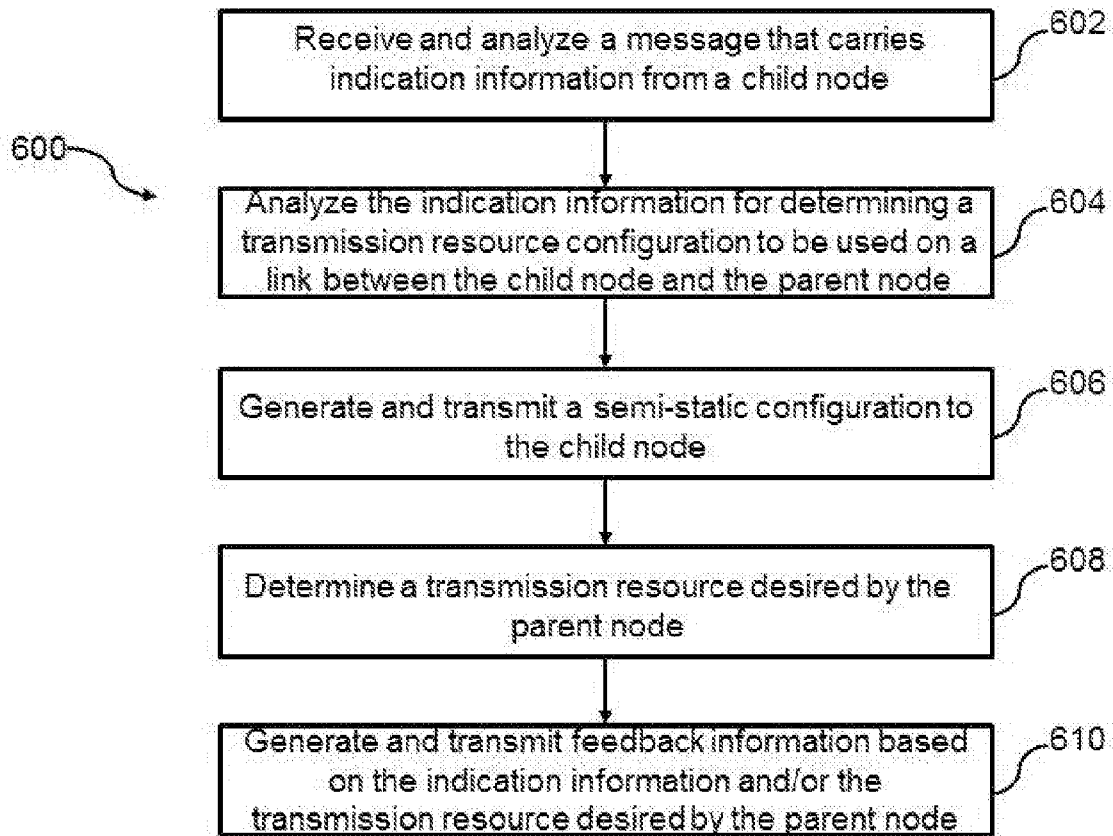 Receive and analyze a message that carries
indication information from a child node
602
600
Analyze the indication information for determining a
transmission resource configuration to be used on a
link between the child node and the parent node
604
Generate and transmit a semi-static configuration to
the child node
606
Determine a transmission resource desired by the
parent node
608
Generate and transmit feedback information based
on the indication information and/or the
transmission resource desired by the parent node
610